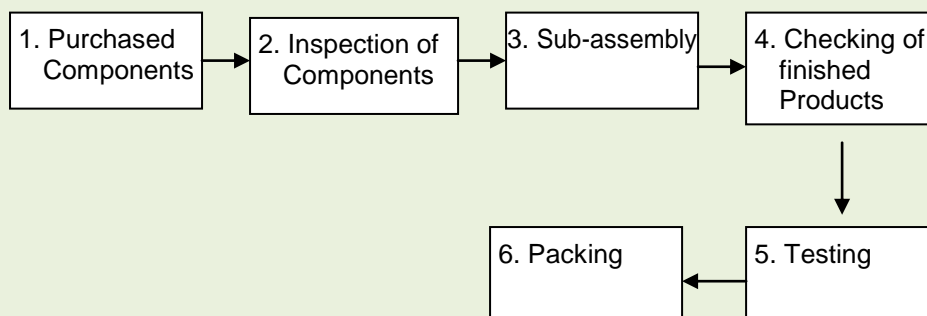 1. Purchased
Components
2. Inspection of
Components
3. Sub-assembly
4. Checking of
finished
Products
5. Testing
6. Packing